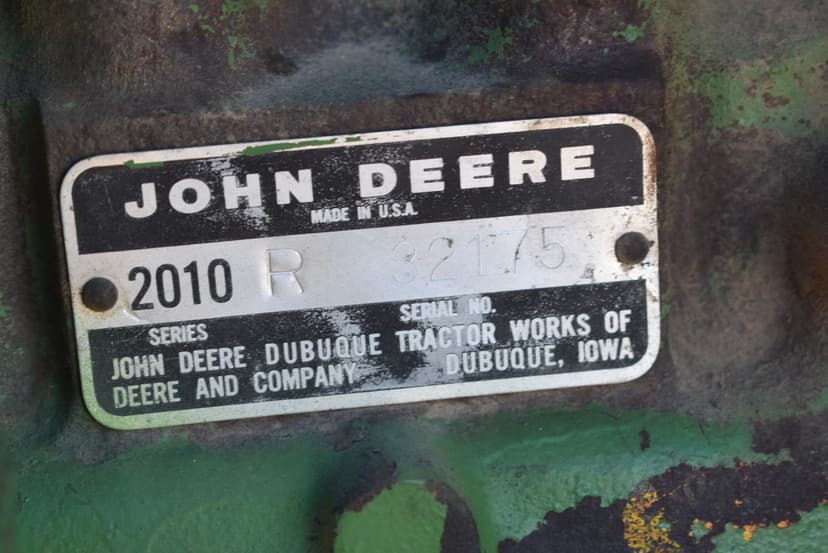 JOHN DEERE
MADE IN U.S.A.
2010 R 32175
SERIES SERIAL NO.
JOHN DEERE DUBUQUE TRACTOR WORKS OF
DEERE AND COMPANY DUBUQUE, IOWA